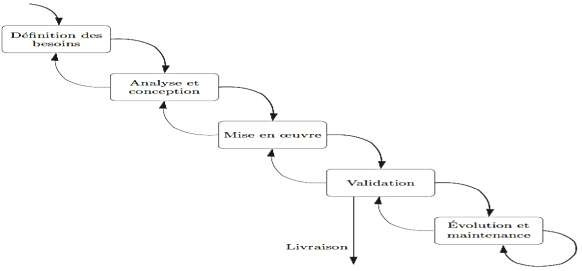 Définition des
besoins
Analyse et
conception
Mise en œuvre
Validation
Évolution et
maintenance
Livraison